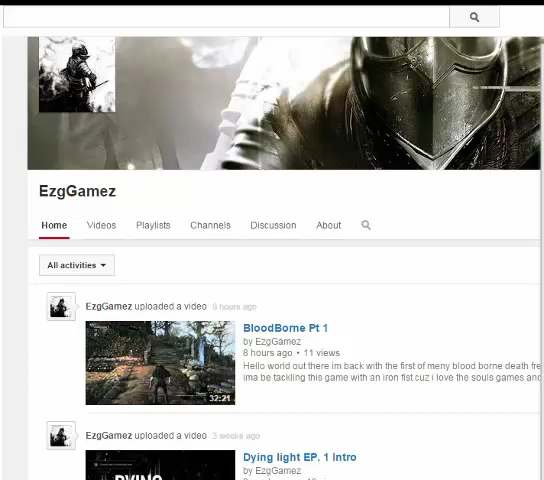 EzgGamez
Home Videos Playlists Channels Discussion About
All activities
EzgGamez uploaded a video 8 hours ago
BloodBorne Pt 1
by EzgGamez
8 hours ago • 11 views
Hello world out there im back with the first of meny blood borne death fre
ima be tackling this game with an iron fist cuz i love the souls games and
32:21
EzgGamez uploaded a video 3 weeks ago
Dying light EP. 1 Intro
by EzgGamez
DYING